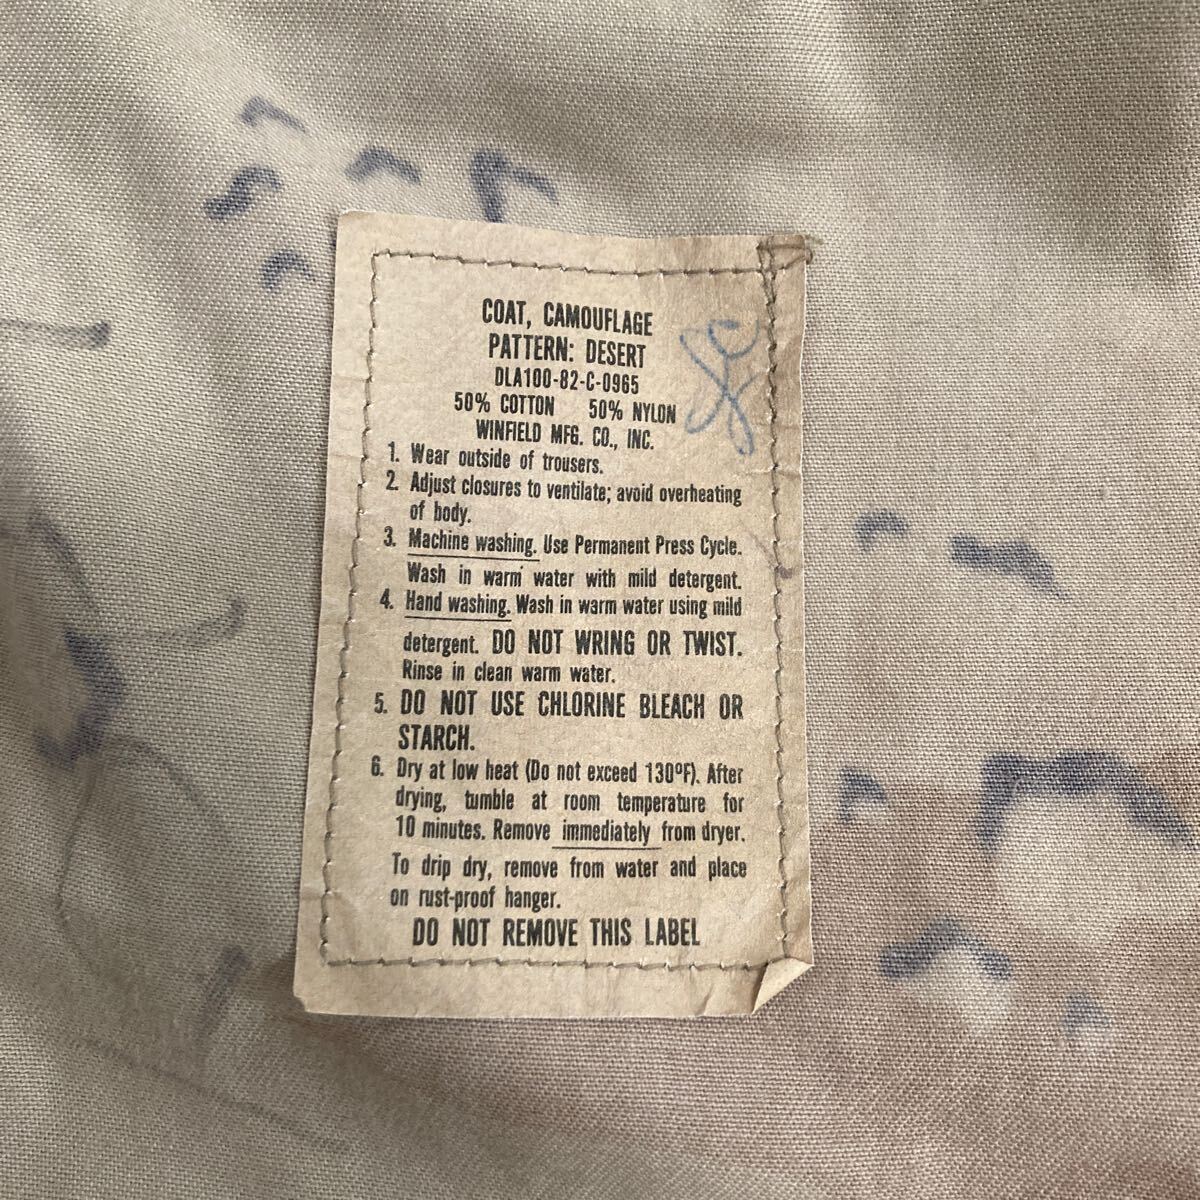 COAT, CAMOUFLAGE
PATTERN: DESERT
DLA100-82-C-0965
50% COTTON 50% NYLON
WINFIELD MFG. CO., INC.
1. Wear outside of trousers.
2. Adjust closures to ventilate; avoid overheating
of body.
3. Machine washing. Use Permanent Press Cycle.
Wash in warm water with mild detergent.
4. Hand washing. Wash in warm water using mild
detergent. DO NOT WRING OR TWIST.
Rinse in clean warm water.
5. DO NOT USE CHLORINE BLEACH OR
STARCH.
6. Dry at low heat (Do not exceed 130ºF). After
drying, tumble at room temperature for
10 minutes. Remove immediately from dryer.
To drip dry, remove from water and place
on rust-proof hanger.
DO NOT REMOVE THIS LABEL